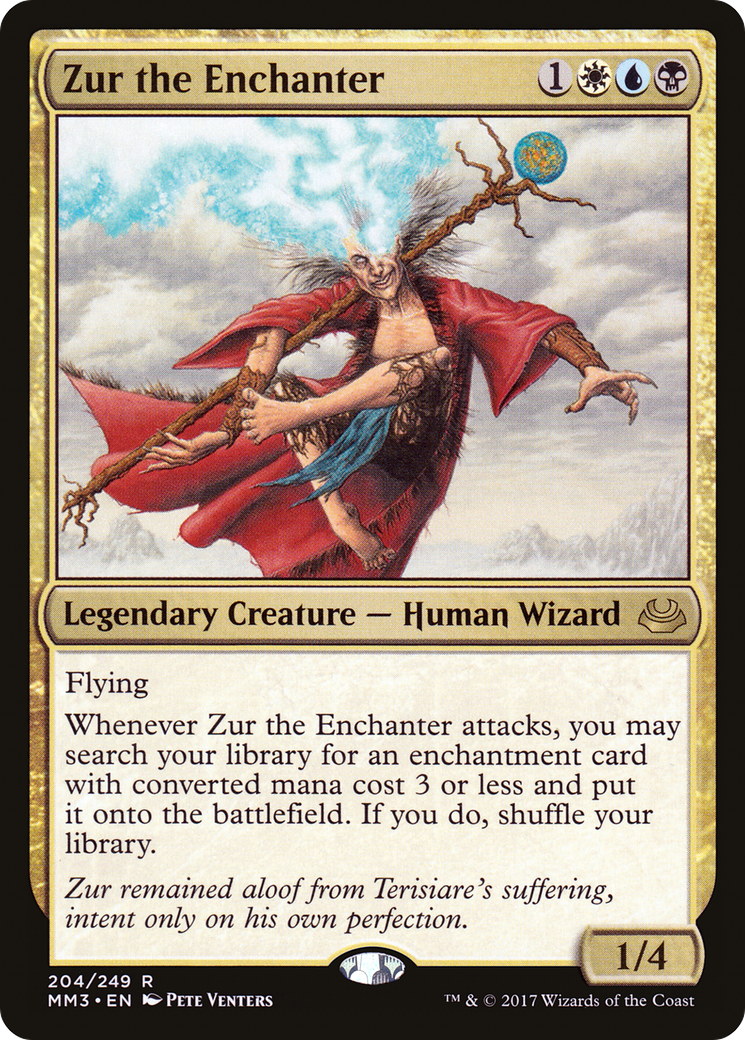 Zur the Enchanter 1
Legendary Creature — Human Wizard
Flying
Whenever Zur the Enchanter attacks, you may
search your library for an enchantment card
with converted mana cost 3 or less and put
it onto the battlefield. If you do, shuffle your
library.
Zur remained aloof from Terisiare's suffering,
intent only on his own perfection.
1/4
204/249 R
MM3 • EN Pete Venters
™ & © 2017 Wizards of the Coast